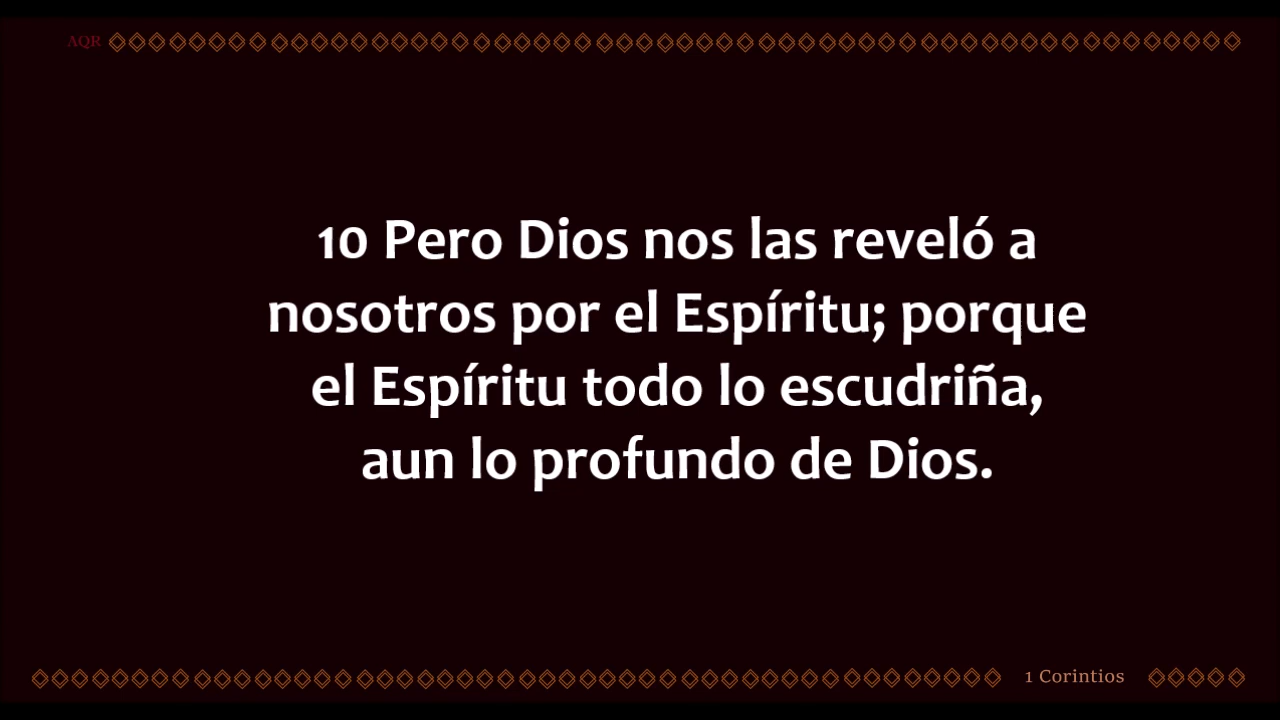 AQR
10 Pero Dios nos las reveló a
nosotros por el Espíritu; porque
el Espíritu todo lo escudriña,
aun lo profundo de Dios.
1 Corintios